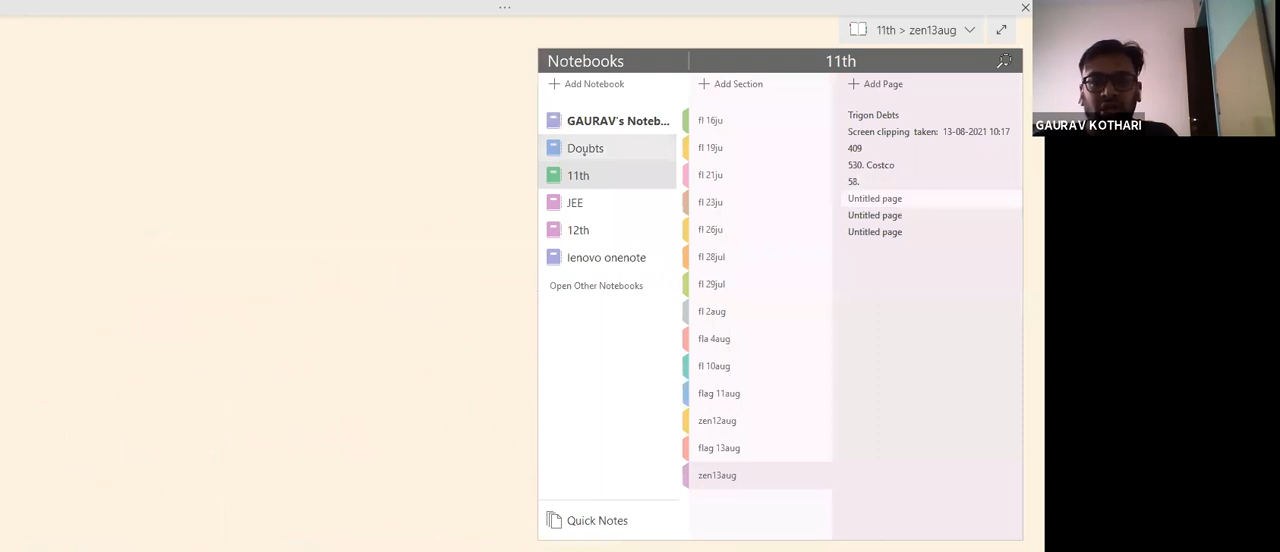 11th > zen13aug
Notebooks
11th
Add Notebook
Add Section
Add Page
GAURAV's Noteb...
Doubts
11th
JEE
12th
lenovo onenote
Open Other Notebooks
Quick Notes
fl 16ju
fl 19ju
fl 21ju
fl 23ju
fl 26ju
fl 28jul
fl 29jul
fl 2aug
fla 4aug
fl 10aug
flag 11aug
zen12aug
flag 13aug
zen13aug
Trigon Debts
Screen clipping taken: 13-08-2021 10:17
409
530. Costco
58.
Untitled page
Untitled page
Untitled page
GAURAV KOTHARI